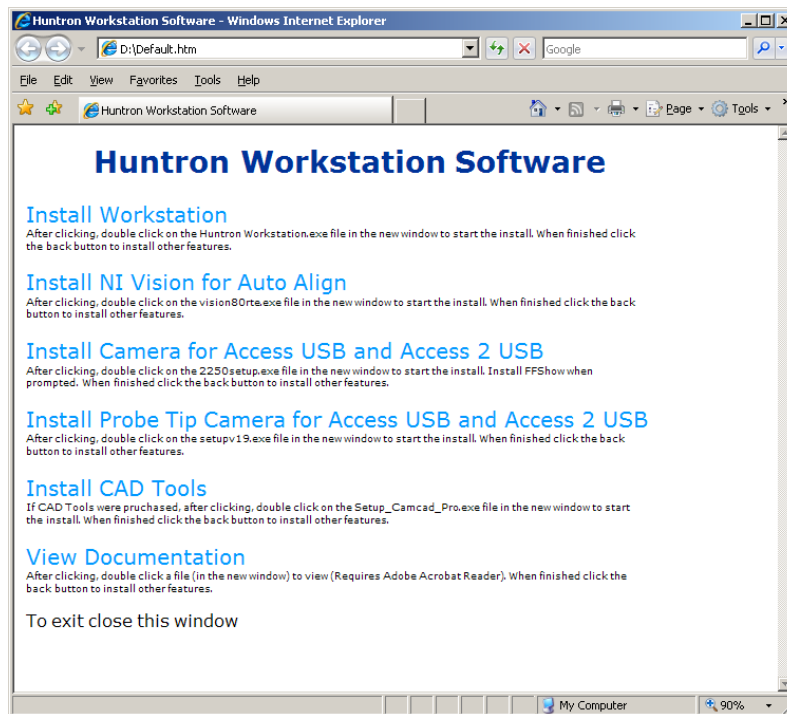 Huntron Workstation Software - Windows Internet Explorer
D:\Default.htm
Google
File Edit View Favorites Tools Help
Huntron Workstation Software
Page Tools
Huntron Workstation Software
Install Workstation
After clicking, double click on the Huntron Workstation.exe file in the new window to start the install. When finished click
the back button to install other features.
Install NI Vision for Auto Align
After clicking, double click on the vision80rte.exe file in the new window to start the install. When finished click the back
button to install other features.
Install Camera for Access USB and Access 2 USB
After clicking, double click on the 2250setup.exe file in the new window to start the install. Install FFShow when
prompted. When finished click the back button to install other features.
Install Probe Tip Camera for Access USB and Access 2 USB
After clicking, double click on the setupv19.exe file in the new window to start the install. When finished click the back
button to install other features.
Install CAD Tools
If CAD Tools were pruchased, after clicking, double click on the Setup_Camcad_Pro.exe file in the new window to start
the install. When finished click the back button to install other features.
View Documentation
After clicking, double click a file (in the new window) to view (Requires Adobe Acrobat Reader). When finished click the
back button to install other features.
To exit close this window
My Computer
90%